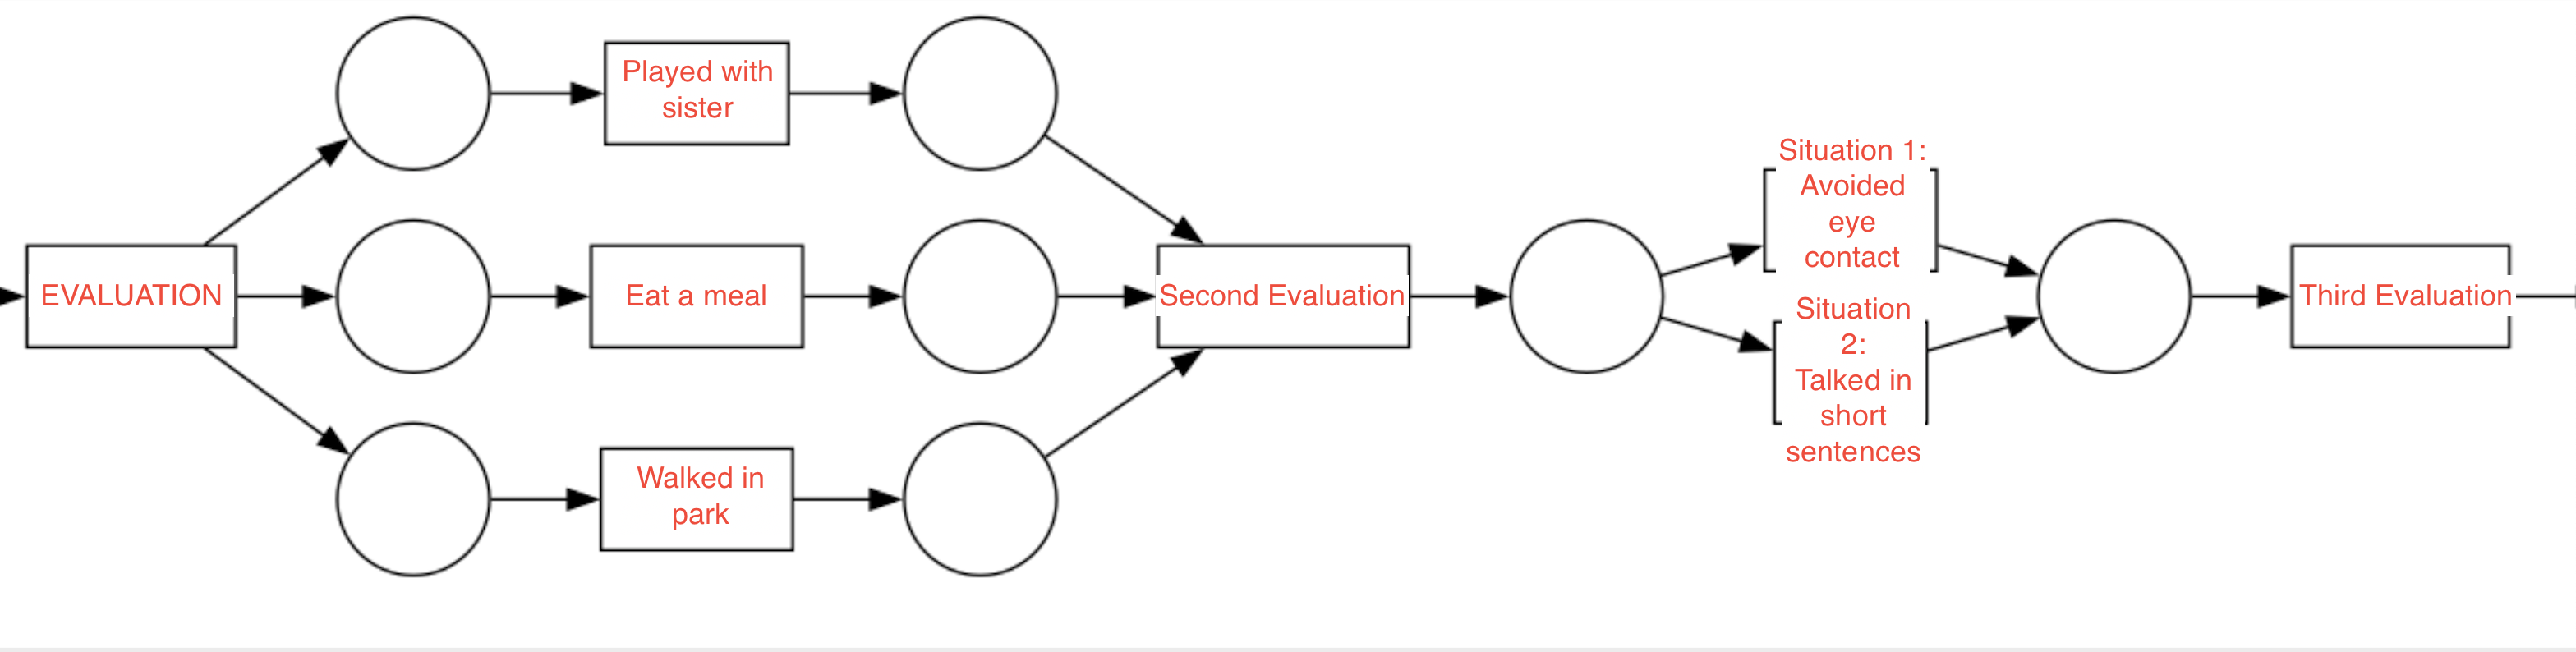 EVALUATION
Played with
sister
Eat a meal
Walked in
park
Second Evaluation
Situation 1:
Avoided
eye
contact
Situation
2:
Talked in
short
sentences
Third Evaluation